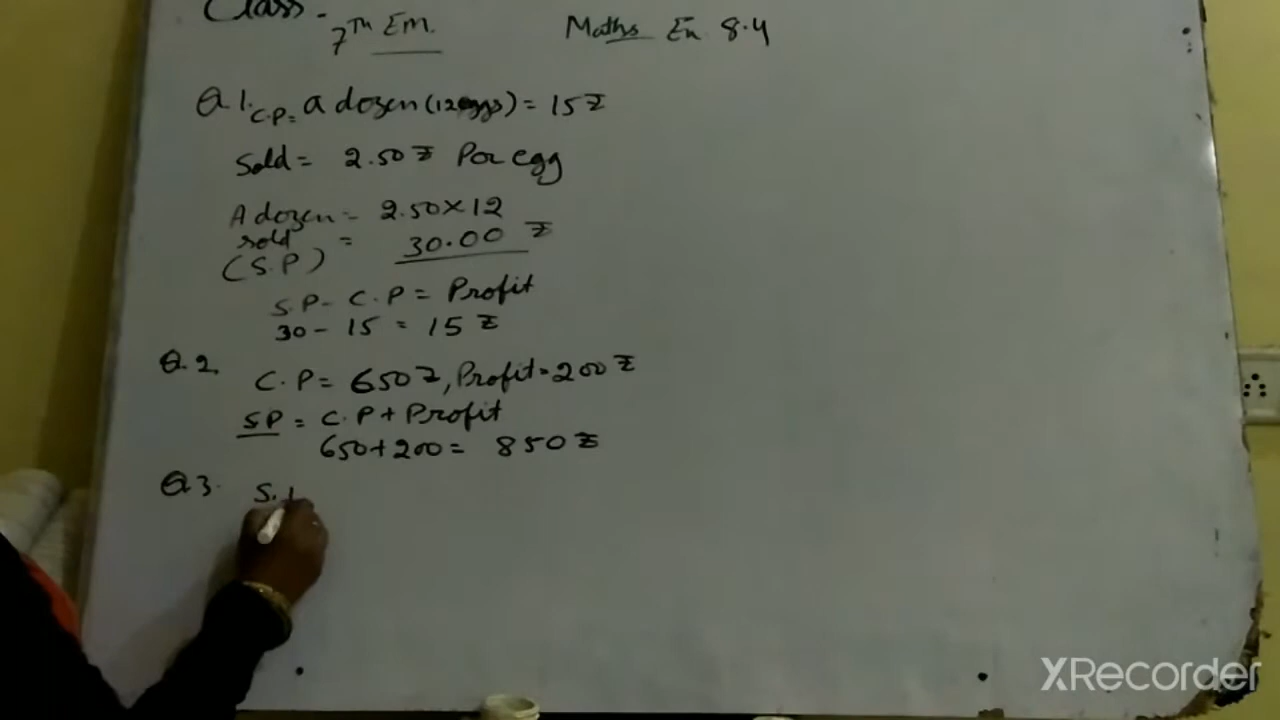 Class -
7Th Em.
Maths Ex 8.4
Q 1. C.P= a dozen (12 eggs) = 15 ₹
Sold = 2.50 ₹ Per egg
A dozen = 2.50×12
sold = 30.00 ₹
(S.P)
S.P - C.P = Profit
30 - 15 = 15 ₹
Q.2. C.P = 650 ₹, Profit = 200 ₹
SP = C.P + Profit
650+200 = 850 ₹
Q 3. S.
XRecorder